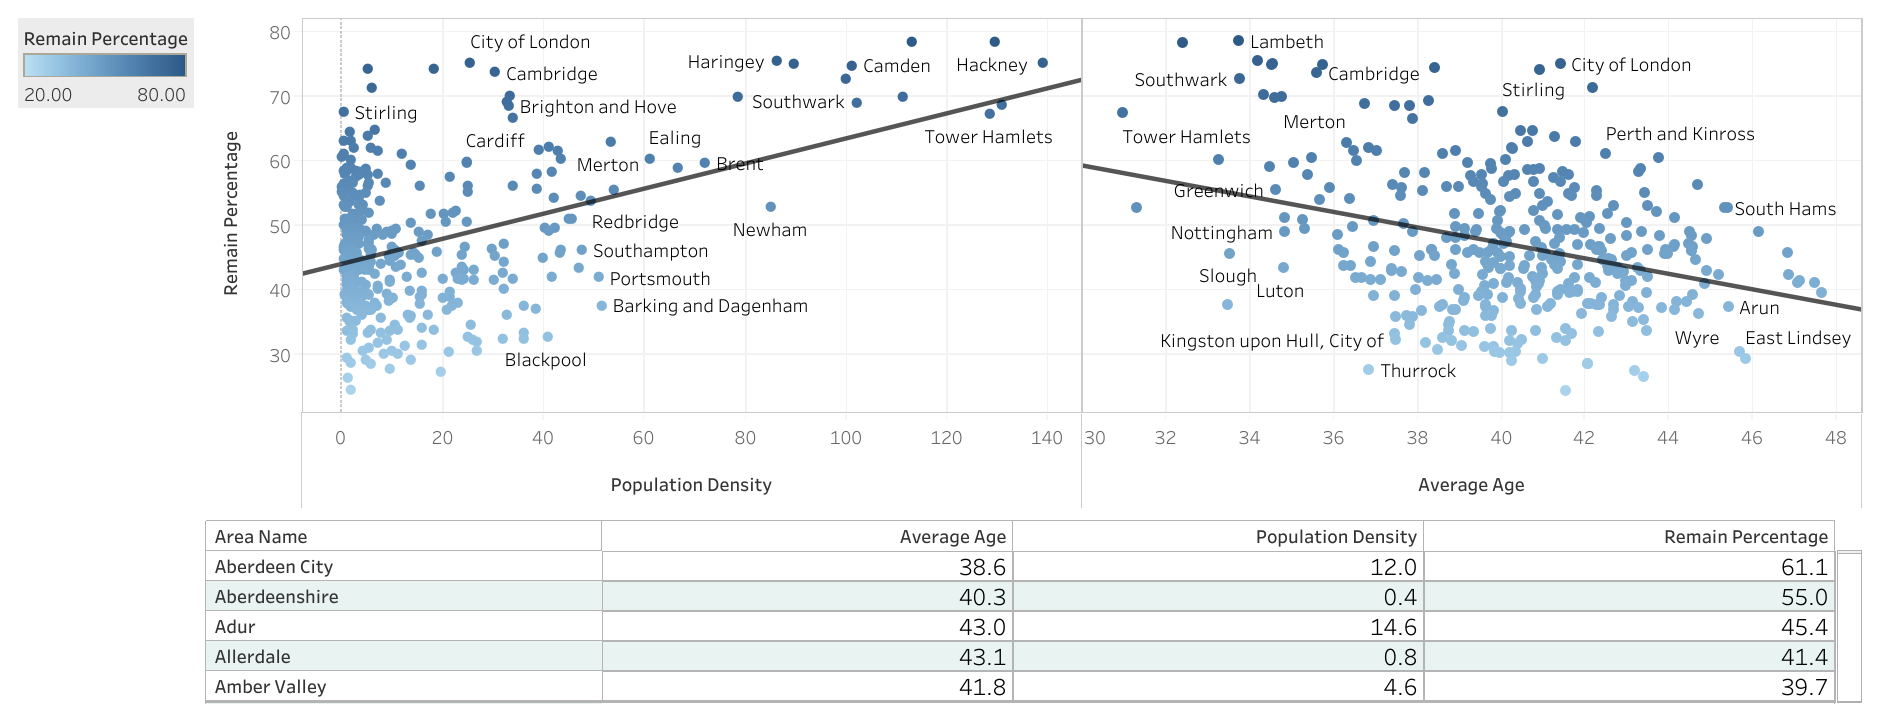 Remain Percentage
20.00 80.00
Remain Percentage
80
70
60
50
40
30
City of London
Haringey
Camden
Hackney
Cambridge
Stirling
Brighton and Hove
Southwark
Cardiff
Ealing
Tower Hamlets
Merton
Brent
Redbridge
Newham
Southampton
Portsmouth
Barking and Dagenham
Blackpool
0 20 40 60 80 100 120 140
Population Density
Lambeth
Southwark
Cambridge
City of London
Stirling
Tower Hamlets
Merton
Perth and Kinross
Greenwich
South Hams
Nottingham
Slough
Luton
Arun
Kingston upon Hull, City of
Wyre
East Lindsey
Thurrock
30 32 34 36 38 40 42 44 46 48
Average Age
Area Name Average Age Population Density Remain Percentage
Aberdeen City 38.6 12.0 61.1
Aberdeenshire 40.3 0.4 55.0
Adur 43.0 14.6 45.4
Allerdale 43.1 0.8 41.4
Amber Valley 41.8 4.6 39.7